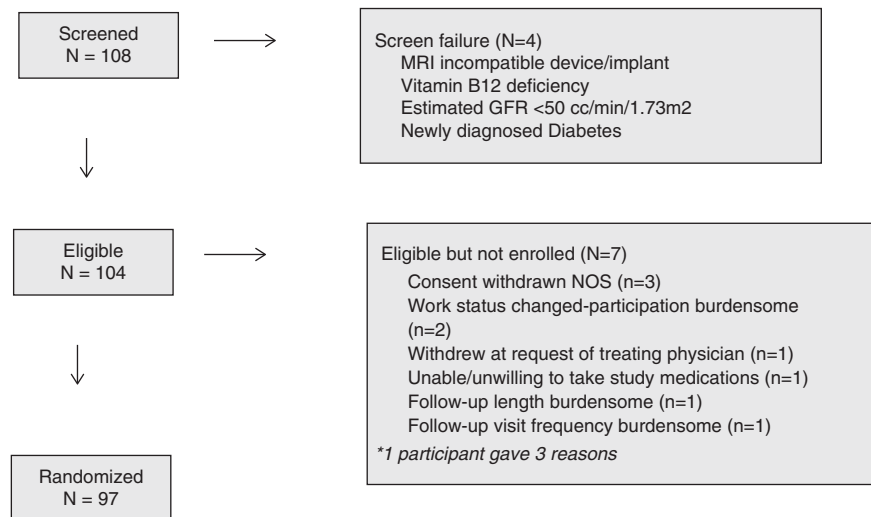 Screened
N = 108
Screen failure (N=4)
MRI incompatible device/implant
Vitamin B12 deficiency
Estimated GFR <50 cc/min/1.73m2
Newly diagnosed Diabetes
Eligible
N = 104
Eligible but not enrolled (N=7)
Consent withdrawn NOS (n=3)
Work status changed-participation burdensome
(n=2)
Withdrew at request of treating physician (n=1)
Unable/unwilling to take study medications (n=1)
Follow-up length burdensome (n=1)
Follow-up visit frequency burdensome (n=1)
*1 participant gave 3 reasons
Randomized
N = 97